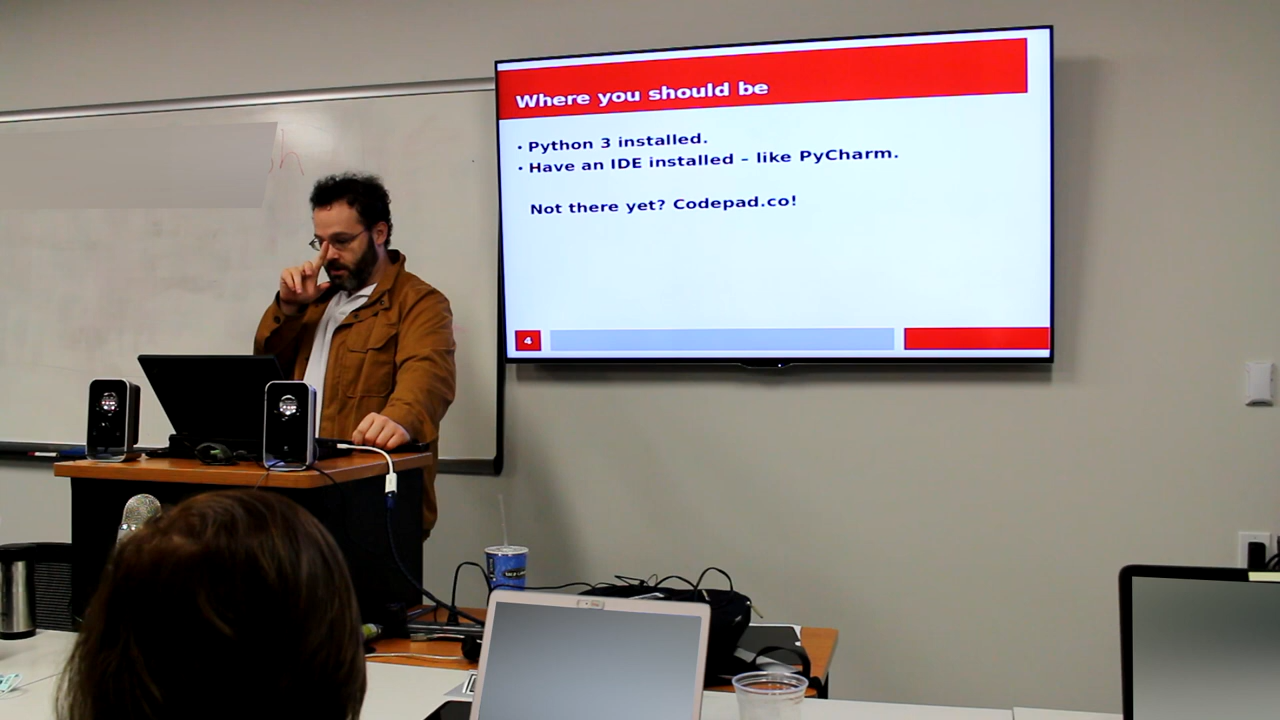 Where you should be
• Python 3 installed.
• Have an IDE installed – like PyCharm.
Not there yet? Codepad.co!
4